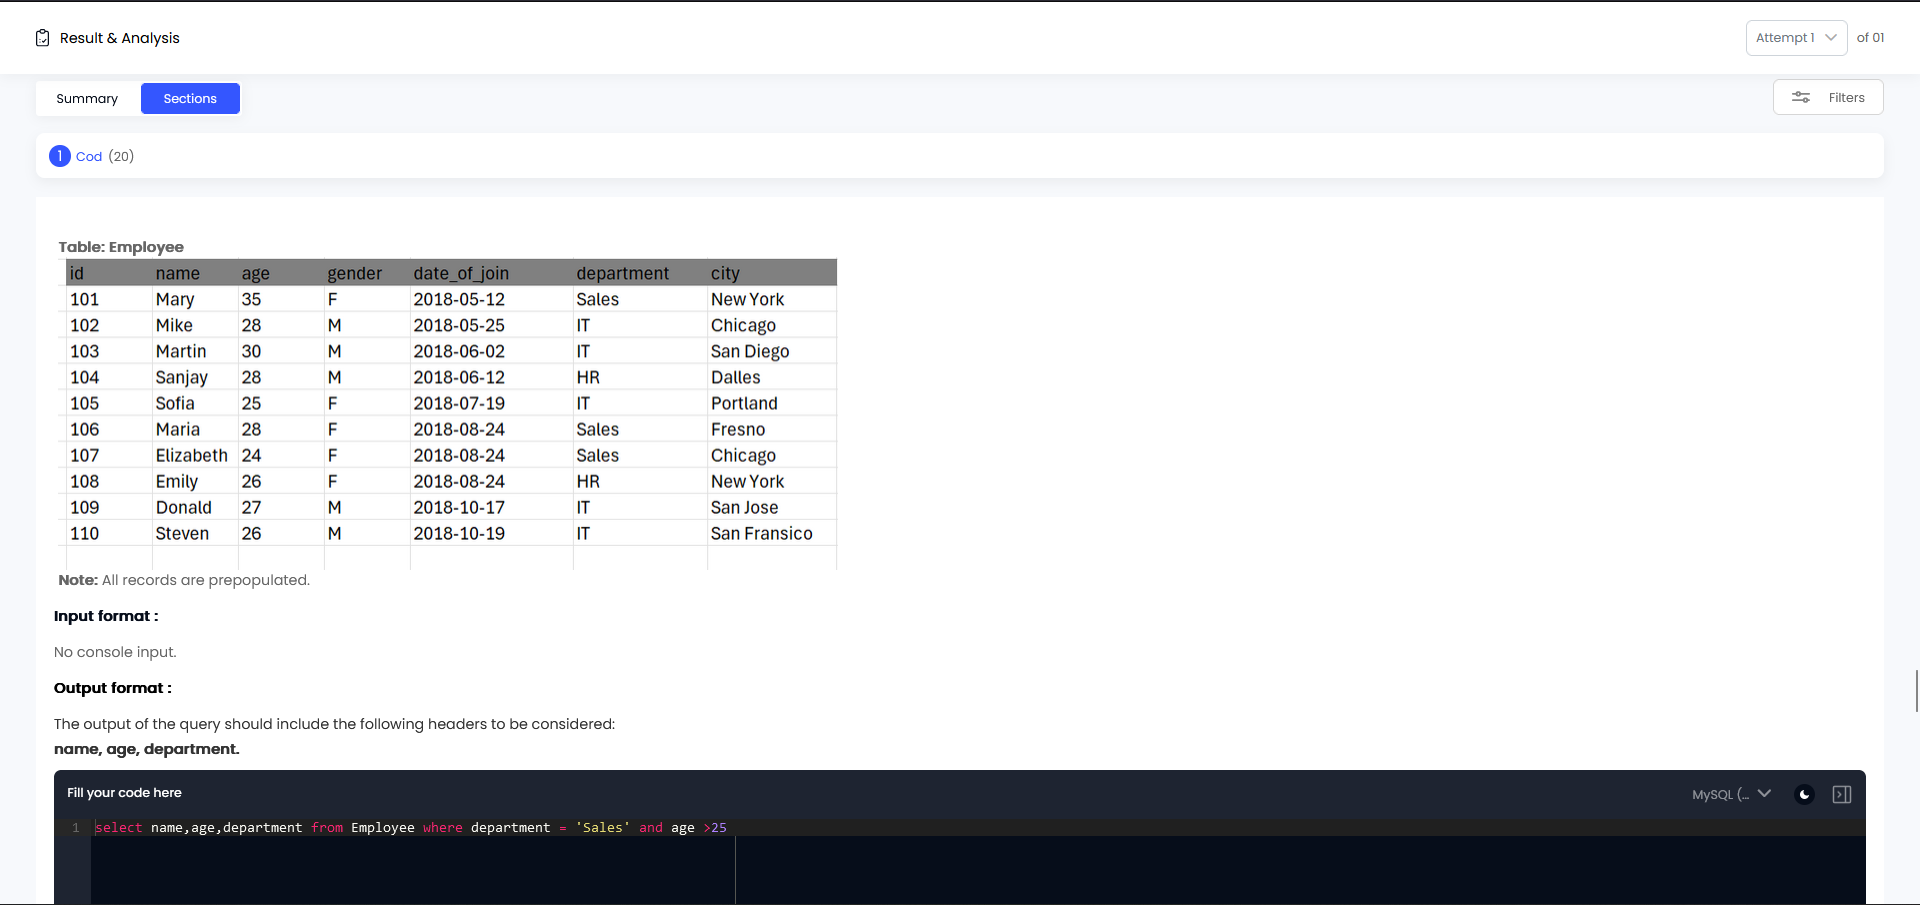 Result & Analysis
Attempt 1 of 01
Summary Sections Filters
1 Cod (20)
Table: Employee
id name age gender date_of_join department city
101 Mary 35 F 2018-05-12 Sales New York
102 Mike 28 M 2018-05-25 IT Chicago
103 Martin 30 M 2018-06-02 IT San Diego
104 Sanjay 28 M 2018-06-12 HR Dalles
105 Sofia 25 F 2018-07-19 IT Portland
106 Maria 28 F 2018-08-24 Sales Fresno
107 Elizabeth 24 F 2018-08-24 Sales Chicago
108 Emily 26 F 2018-08-24 HR New York
109 Donald 27 M 2018-10-17 IT San Jose
110 Steven 26 M 2018-10-19 IT San Fransico
Note: All records are prepopulated.
Input format :
No console input.
Output format :
The output of the query should include the following headers to be considered:
name, age, department.
Fill your code here MySQL (...
1 select name,age,department from Employee where department = 'Sales' and age >25